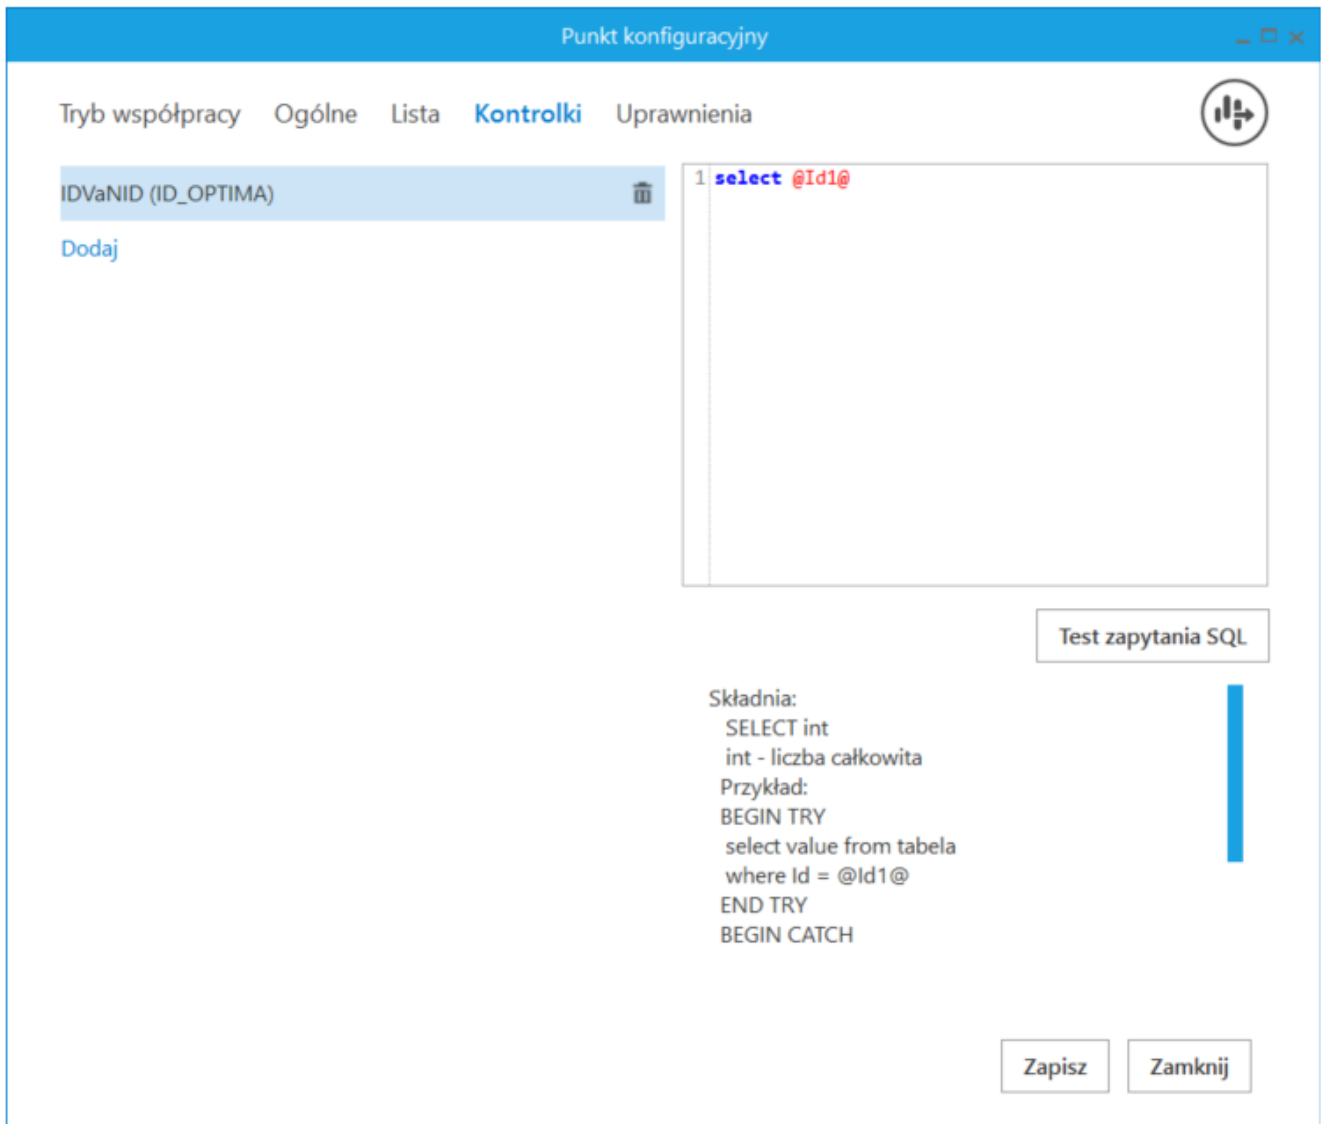 Punkt konfiguracyjny
Tryb współpracy Ogólne Lista Kontrolki Uprawnienia
IDVaNID (ID_OPTIMA)
Dodaj
1 select @Id1@
Test zapytania SQL
Składnia:
SELECT int
int - liczba całkowita
Przykład:
BEGIN TRY
select value from tabela
where Id = @Id1@
END TRY
BEGIN CATCH
Zapisz Zamknij